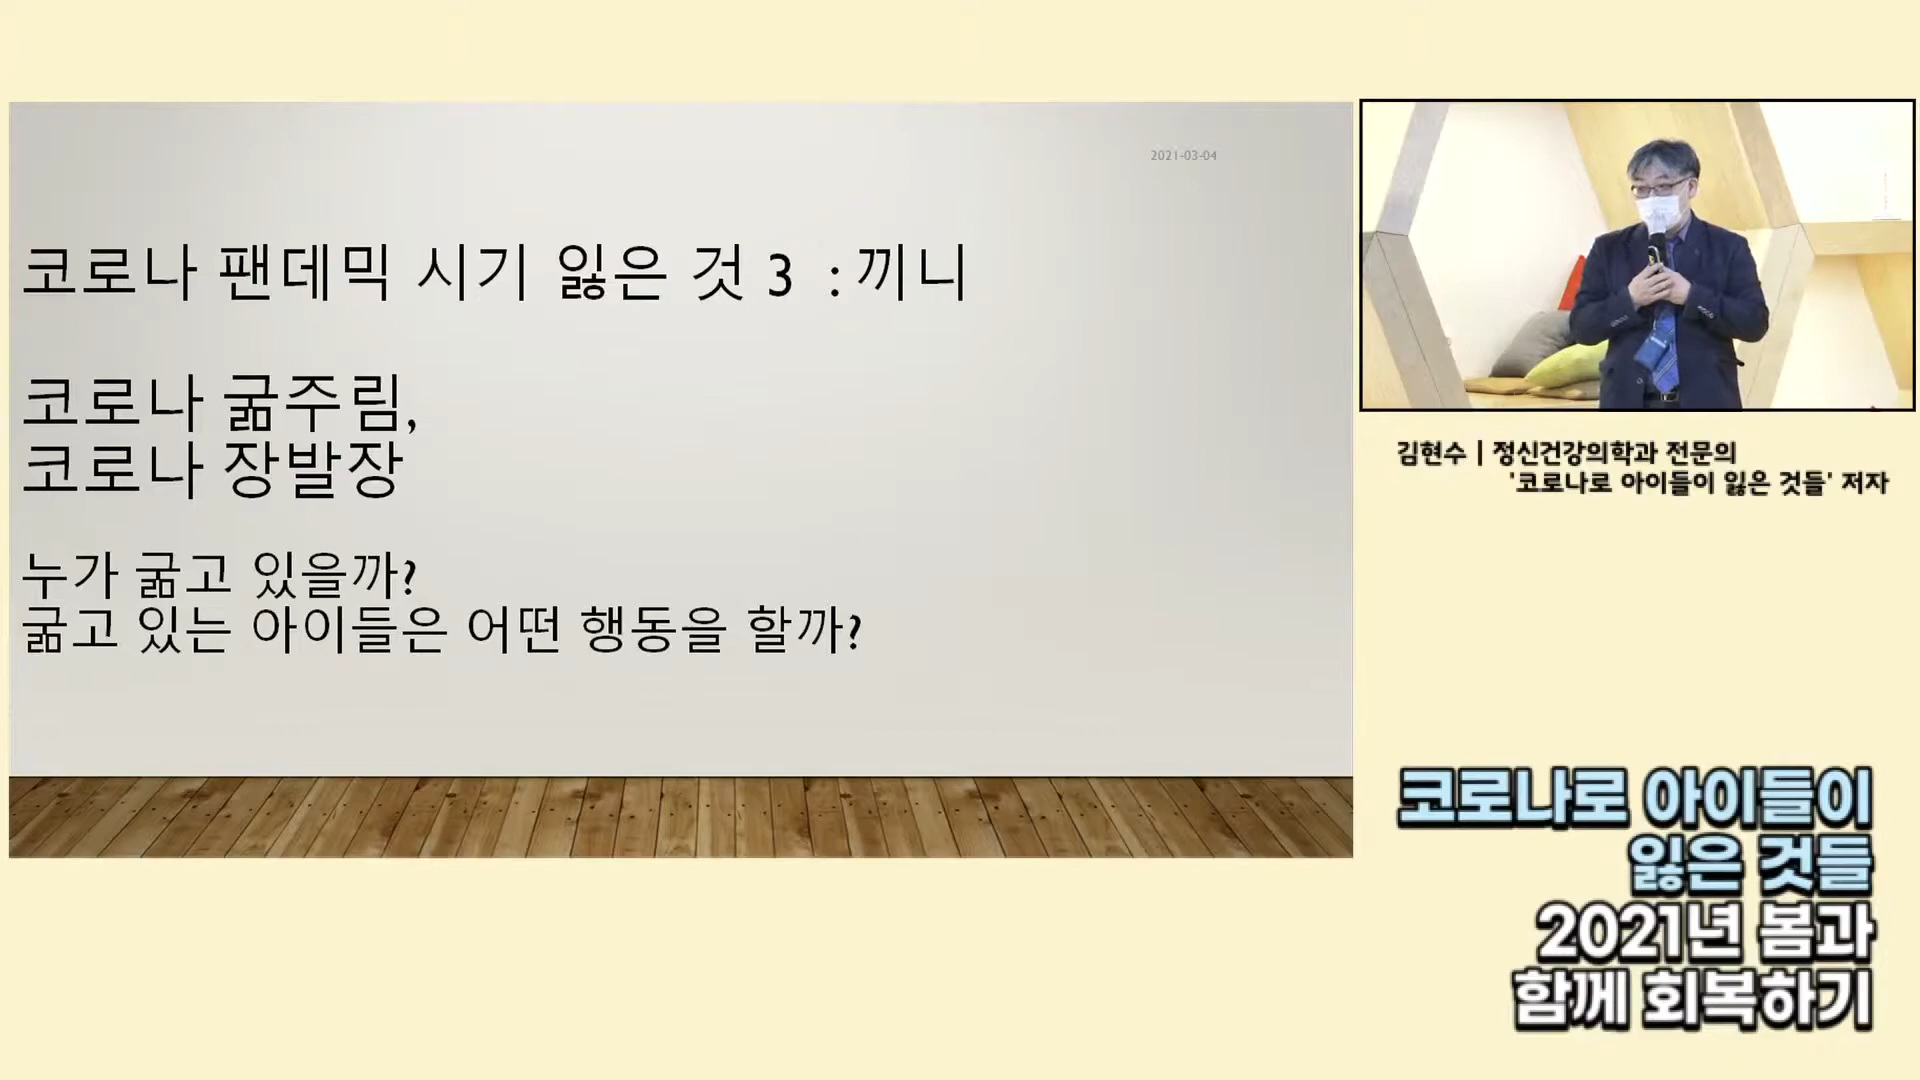 2021-03-04
코로나 팬데믹 시기 잃은 것 3 : 끼니
코로나 굶주림,
코로나 장발장
누가 굶고 있을까?
굶고 있는 아이들은 어떤 행동을 할까?
김현수 | 정신건강의학과 전문의
'코로나로 아이들이 잃은 것들' 저자
코로나로 아이들이
잃은 것들
2021년 봄과
함께 회복하기